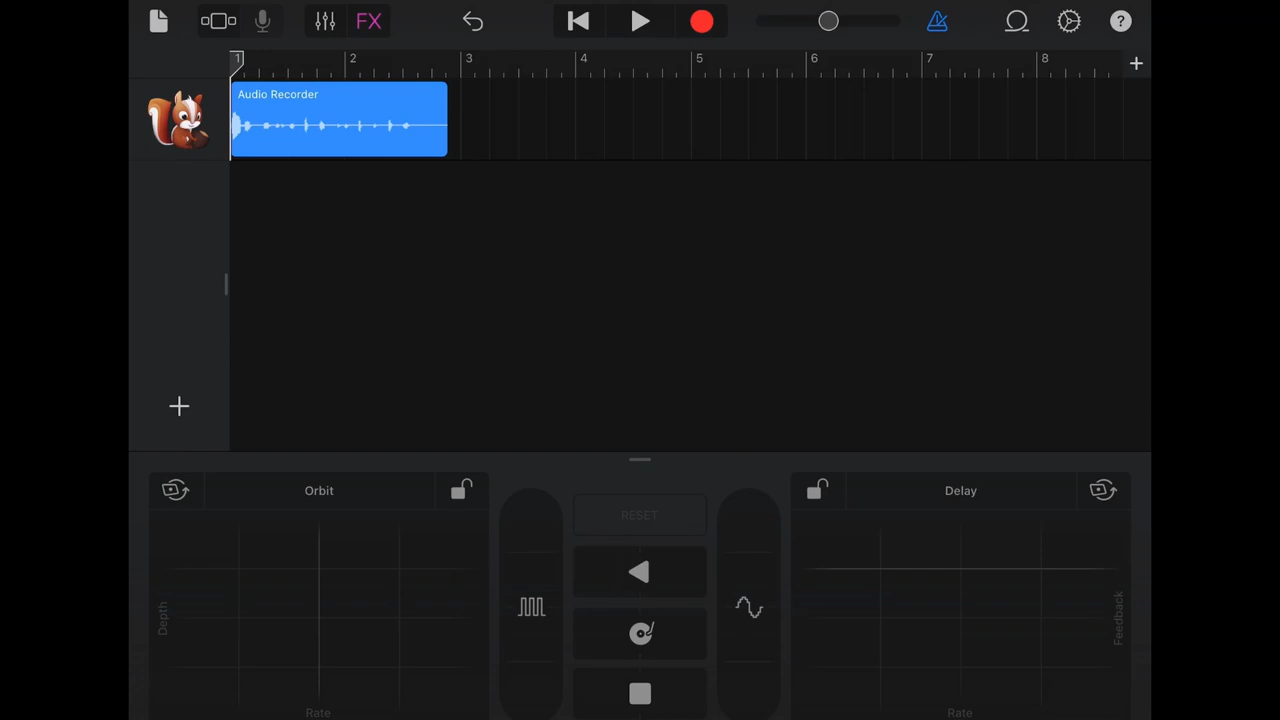 FX
?
1 2 3 4 5 6 7 8
Audio Recorder
Orbit
RESET
Delay
Depth
Feedback
Rate
Rate